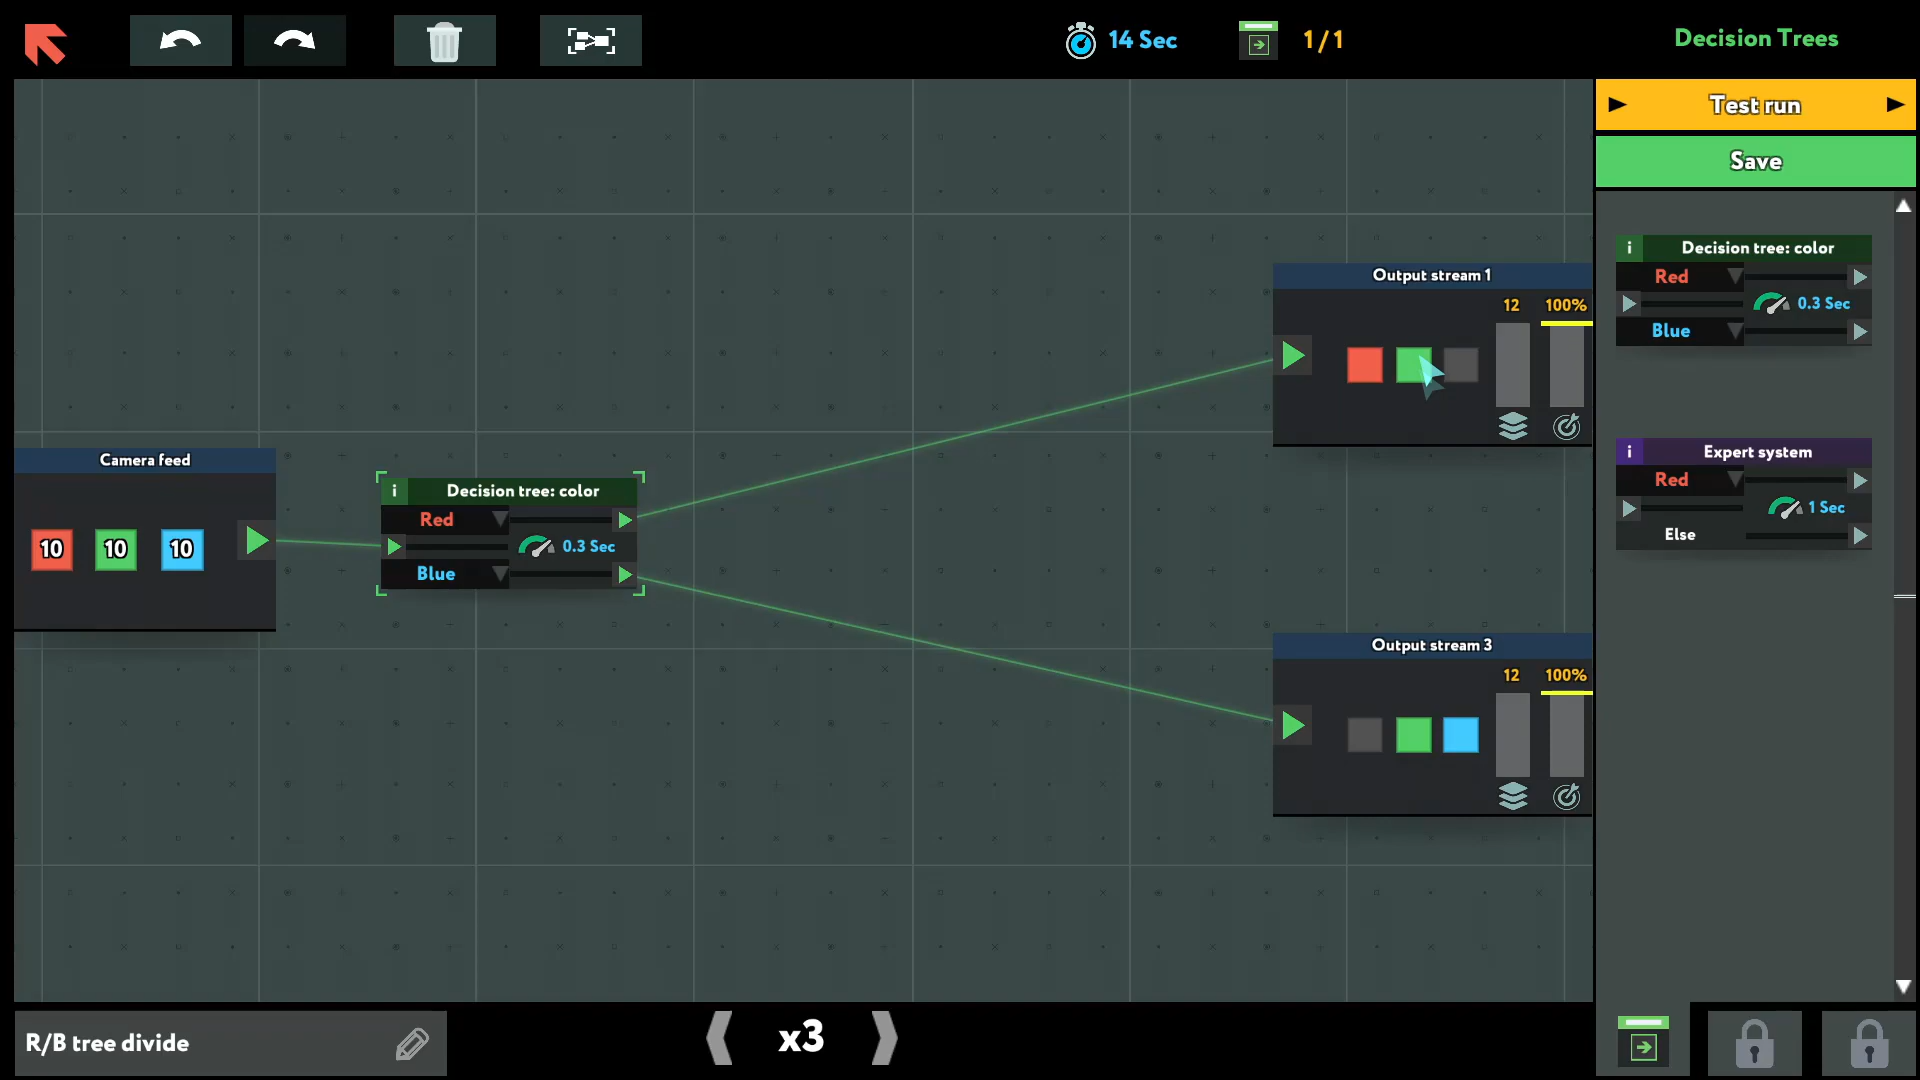 14 Sec
1/1
Decision Trees
Test run
Save
i Decision tree: color
Red
0.3 Sec
Blue
i Expert system
Red
1 Sec
Else
Output stream 1
12 100%
Camera feed
10 10 10
i Decision tree: color
Red
0.3 Sec
Blue
Output stream 3
12 100%
R/B tree divide
x3